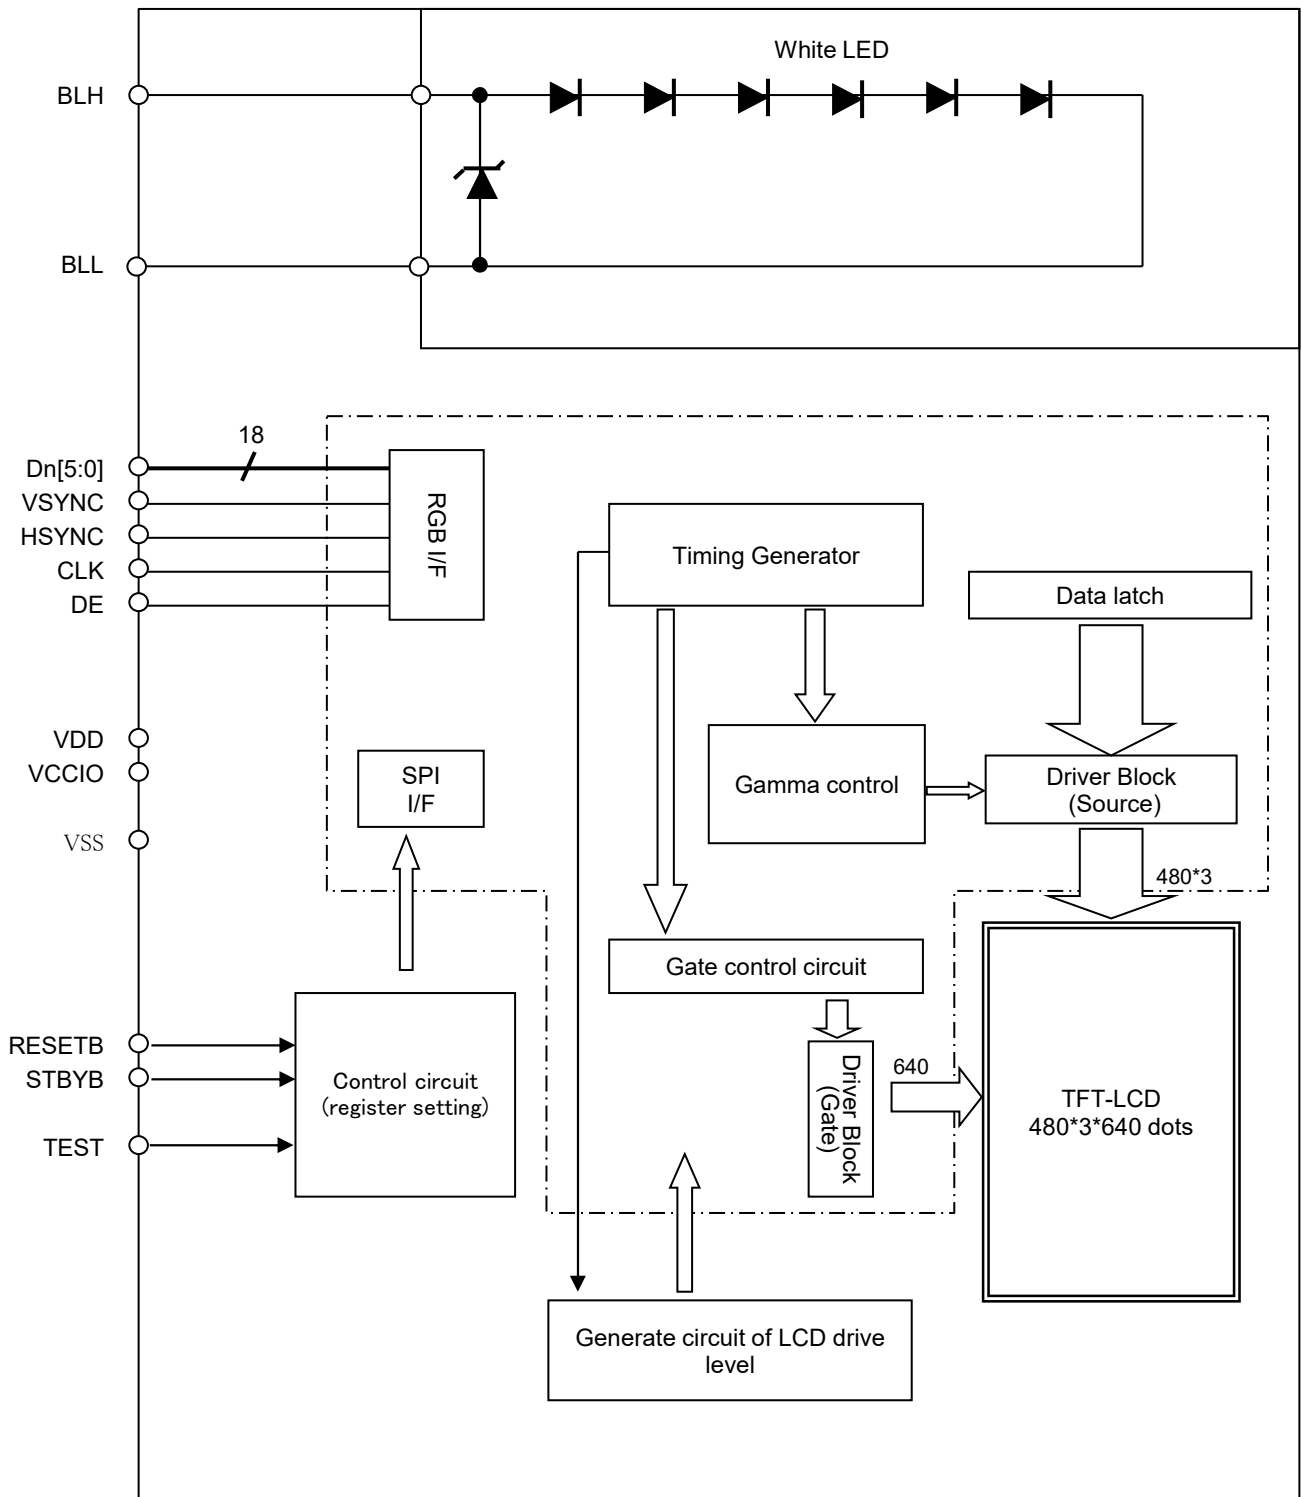 White LED
BLH
BLL
18
Dn[5:0]
VSYNC
HSYNC
CLK
DE
RGB I/F
Timing Generator
Data latch
VDD
VCCIO
VSS
SPI
I/F
Gamma control
Driver Block
(Source)
480*3
Gate control circuit
RESETB
STBYB
TEST
Control circuit
(register setting)
Driver Block
(Gate)
640
TFT-LCD
480*3*640 dots
Generate circuit of LCD drive
level